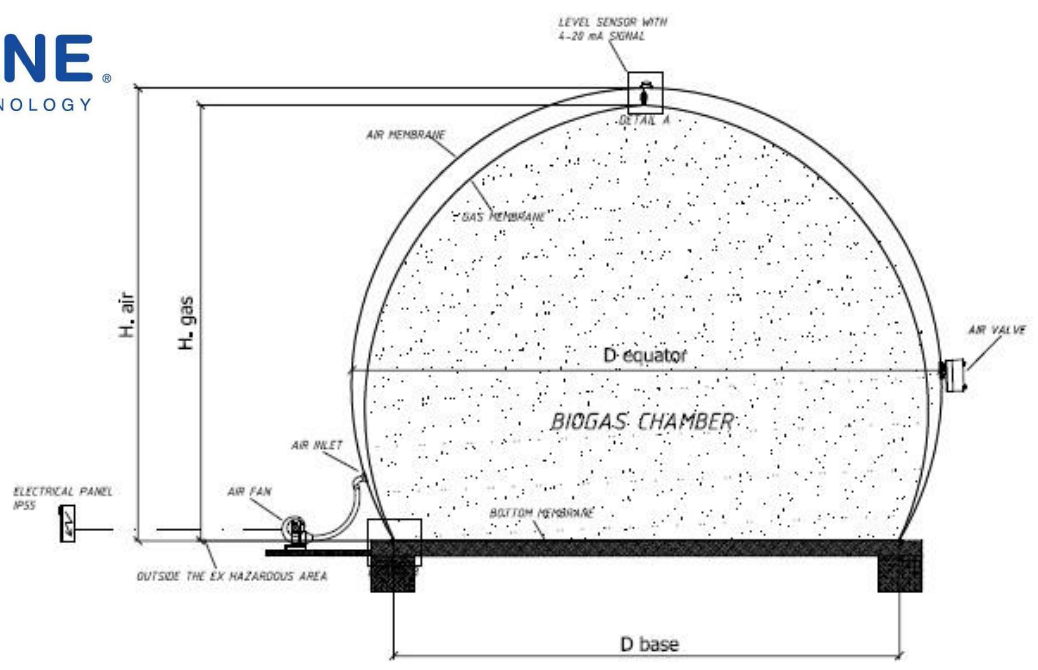 NE®
NOLOGY
LEVEL SENSOR WITH
4-20 mA SIGNAL
DETAIL A
AIR MEMBRANE
GAS MEMBRANE
H. air
H. gas
D equator
AIR VALVE
BIOGAS CHAMBER
AIR INLET
ELECTRICAL PANEL
IP55
AIR FAN
BOTTOM MEMBRANE
OUTSIDE THE EX HAZARDOUS AREA
D base